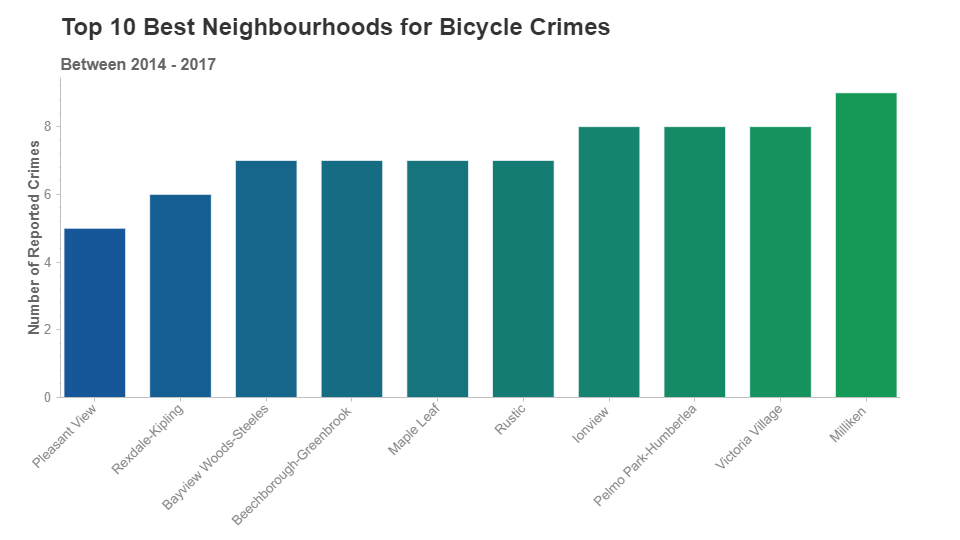 Top 10 Best Neighbourhoods for Bicycle Crimes
Between 2014 - 2017
Number of Reported Crimes
8
6
4
2
0
Pleasant View
Rexdale-Kipling
Bayview Woods-Steeles
Beechborough-Greenbrook
Maple Leaf
Rustic
Ionview
Pelmo Park-Humberlea
Victoria Village
Milliken